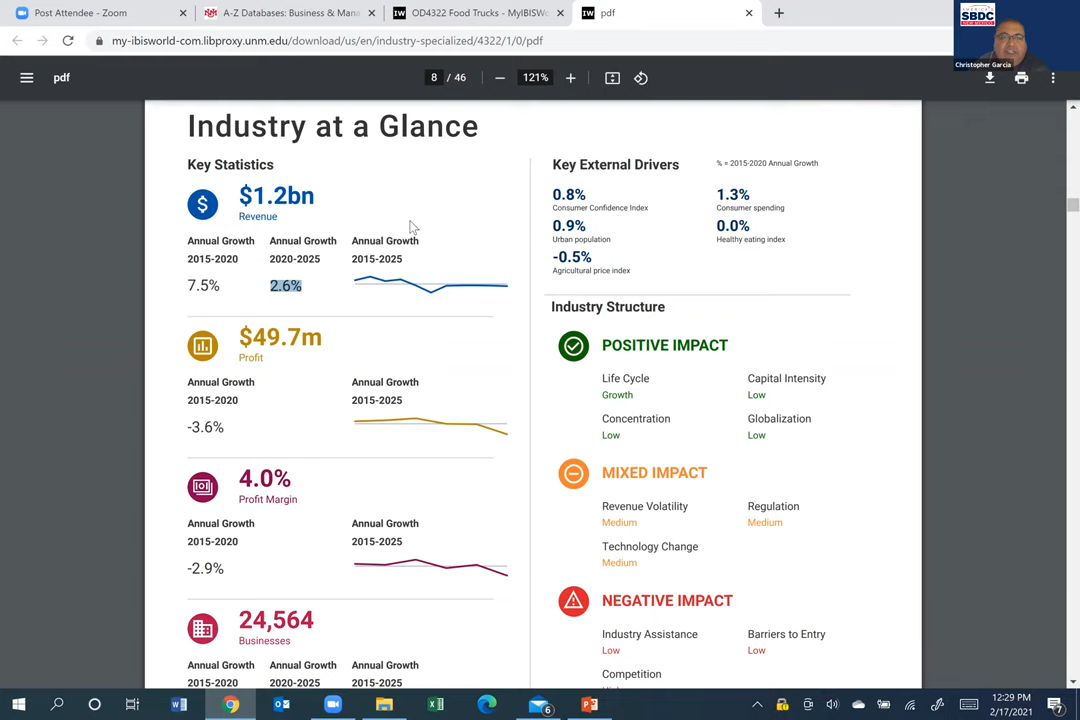 Post Attendee - Zoom
A-Z Databases: Business & Mana
OD4322 Food Trucks - MyIBISWo
pdf
my-ibisworld-com.libproxy.unm.edu/download/us/en/industry-specialized/4322/1/0/pdf
AMERICA'S
SBDC
NEW MEXICO
Christopher Garcia
pdf
8 / 46
121%
Industry at a Glance
Key Statistics
$1.2bn
Revenue
Annual Growth Annual Growth Annual Growth
2015-2020 2020-2025 2015-2025
7.5% 2.6%
$49.7m
Profit
Annual Growth Annual Growth
2015-2020 2015-2025
-3.6%
4.0%
Profit Margin
Annual Growth Annual Growth
2015-2020 2015-2025
-2.9%
24,564
Businesses
Annual Growth Annual Growth Annual Growth
2015-2020 2020-2025 2015-2025
Key External Drivers % = 2015-2020 Annual Growth
0.8% 1.3%
Consumer Confidence Index Consumer spending
0.9% 0.0%
Urban population Healthy eating index
-0.5%
Agricultural price index
Industry Structure
POSITIVE IMPACT
Life Cycle Capital Intensity
Growth Low
Concentration Globalization
Low Low
MIXED IMPACT
Revenue Volatility Regulation
Medium Medium
Technology Change
Medium
NEGATIVE IMPACT
Industry Assistance Barriers to Entry
Low Low
Competition
6
12:29 PM
2/17/2021
7